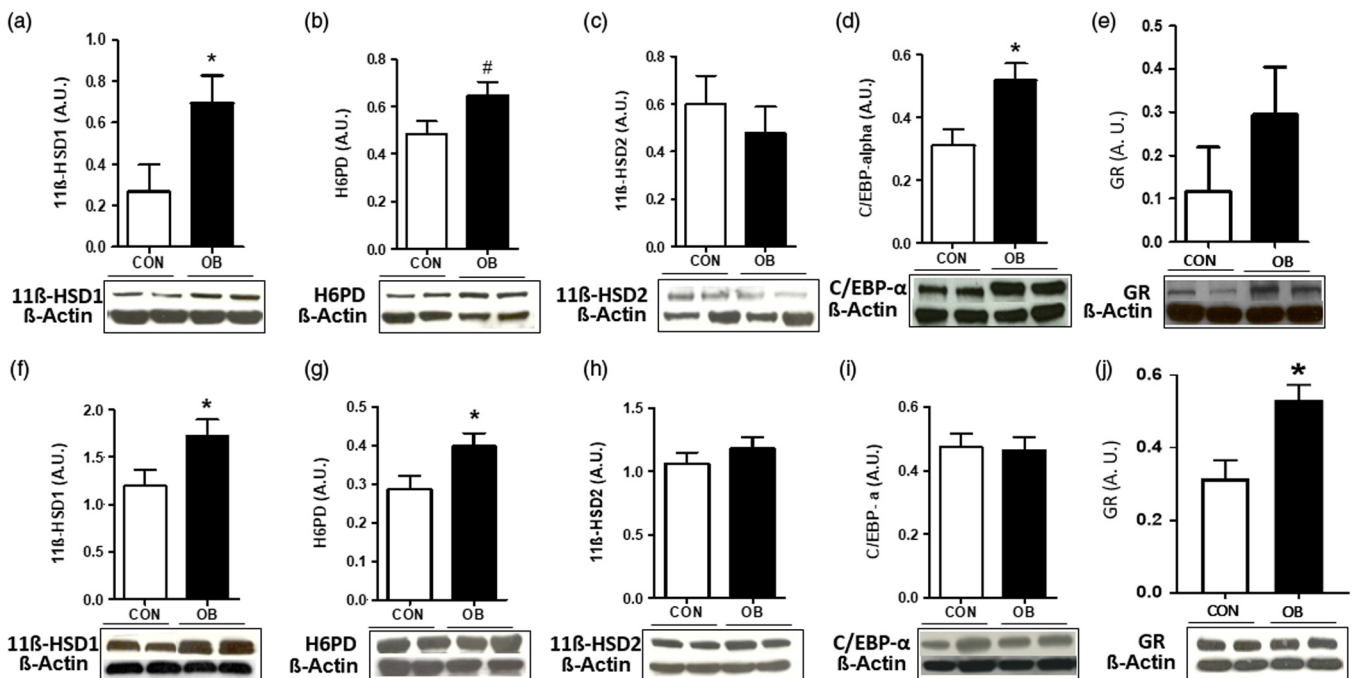 (a)
11ß-HSD1 (A.U.)
1.0
0.8
0.6
0.4
0.2
0.0
*
CON OB
11ß-HSD1
ß-Actin
(b)
H6PD (A.U.)
0.8
0.6
0.4
0.2
0.0
#
CON OB
H6PD
ß-Actin
(c)
11ß-HSD2 (A.U.)
0.8
0.6
0.4
0.2
0.0
CON OB
11ß-HSD2
ß-Actin
(d)
C/EBP-alpha (A.U.)
0.6
0.4
0.2
0.0
*
CON OB
C/EBP-α
ß-Actin
(e)
GR (A. U.)
0.5
0.4
0.3
0.2
0.1
0.0
CON OB
GR
ß-Actin
(f)
11ß-HSD1 (A.U.)
2.0
1.5
1.0
0.5
0.0
*
CON OB
11ß-HSD1
ß-Actin
(g)
H6PD (A.U.)
0.5
0.4
0.3
0.2
0.1
0.0
*
CON OB
H6PD
ß-Actin
(h)
11ß-HSD2 (A.U.)
1.5
1.0
0.5
0.0
CON OB
11ß-HSD2
ß-Actin
(i)
C/EBP- a (A.U.)
0.6
0.4
0.2
0.0
CON OB
C/EBP-α
ß-Actin
(j)
GR (A. U.)
0.6
0.4
0.2
0.0
*
CON OB
GR
ß-Actin